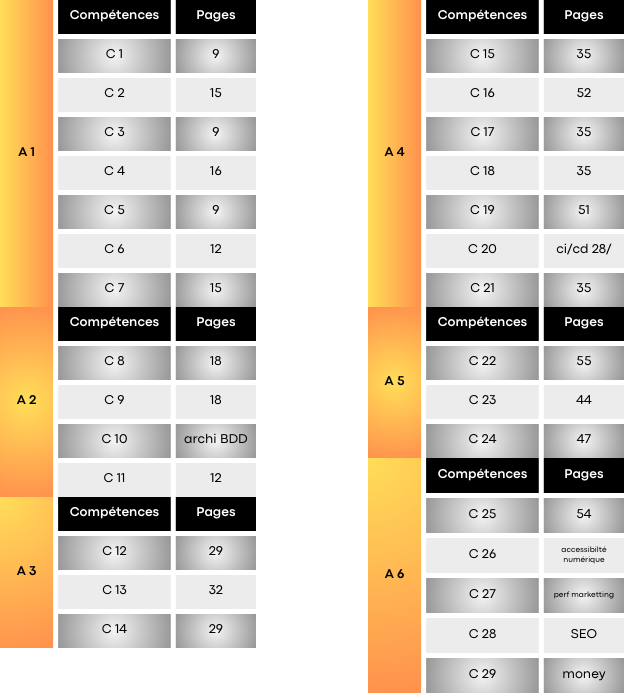 Compétences Pages
C 1 9
C 2 15
C 3 9
A 1
C 4 16
C 5 9
C 6 12
C 7 15
Compétences Pages
C 8 18
A 2
C 9 18
C 10 archi BDD
C 11 12
Compétences Pages
C 12 29
A 3
C 13 32
C 14 29
Compétences Pages
C 15 35
C 16 52
C 17 35
A 4
C 18 35
C 19 51
C 20 ci/cd 28/
C 21 35
Compétences Pages
C 22 55
A 5
C 23 44
C 24 47
Compétences Pages
C 25 54
C 26 accessibilté
numérique
A 6
C 27 perf marketting
C 28 SEO
C 29 money